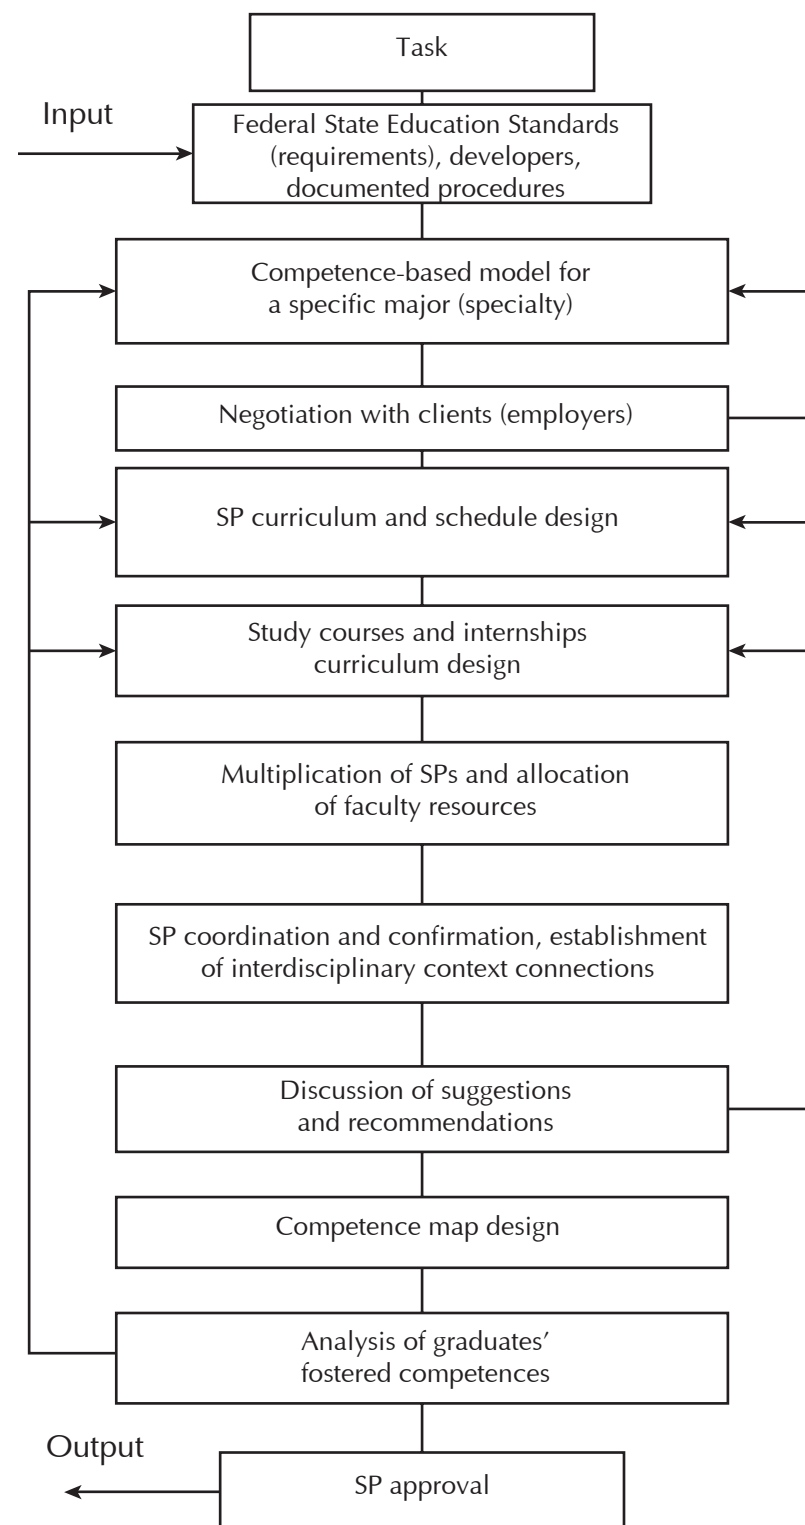 Task
Input
Federal State Education Standards
(requirements), developers,
documented procedures
Competence-based model for
a specific major (specialty)
Negotiation with clients (employers)
SP curriculum and schedule design
Study courses and internships
curriculum design
Multiplication of SPs and allocation
of faculty resources
SP coordination and confirmation, establishment
of interdisciplinary context connections
Discussion of suggestions
and recommendations
Competence map design
Analysis of graduates’
fostered competences
Output
SP approval